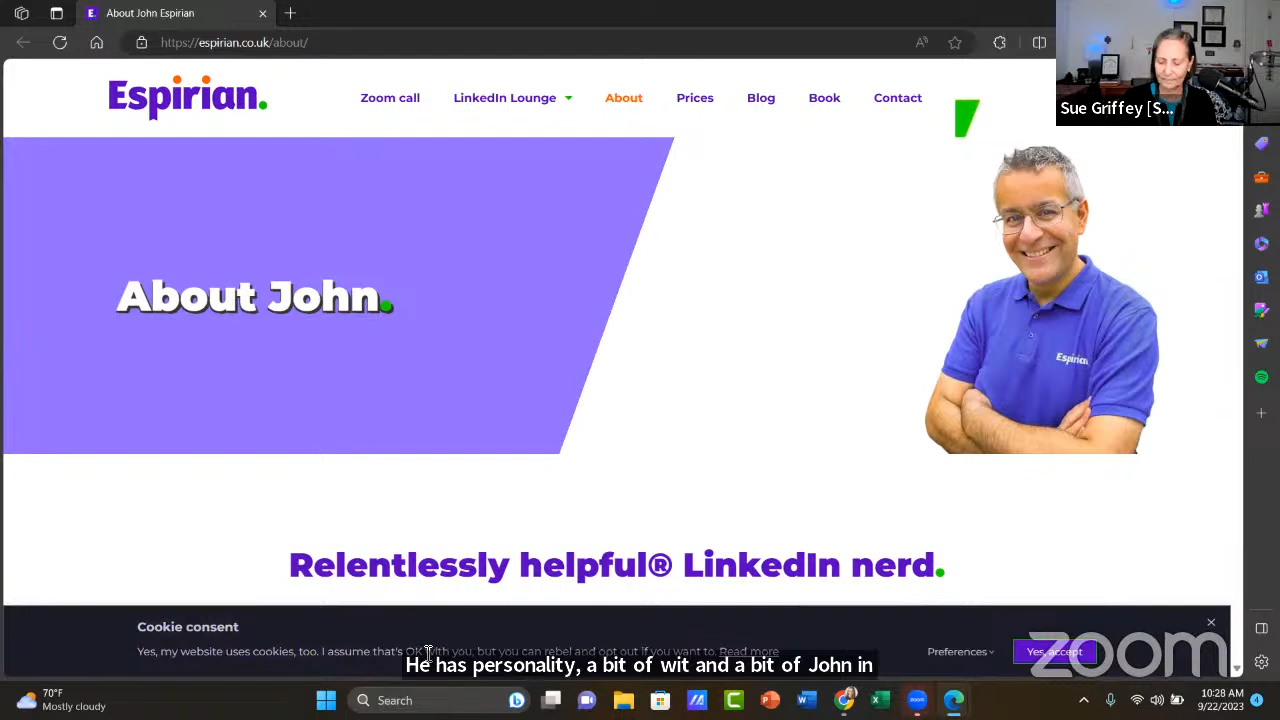 About John Espirian
https://espirian.co.uk/about/
Espirian.
Zoom call LinkedIn Lounge About Prices Blog Book Contact
Sue Griffey [S...
About John.
Espirian
Relentlessly helpful® LinkedIn nerd.
Cookie consent
Yes, my website uses cookies, too. I assume that's OK with you, but you can rebel and opt out if you want to. Read more
Preferences
Yes, accept
He has personality, a bit of wit and a bit of John in
zoom
70°F
Mostly cloudy
Search
10:28 AM
9/22/2023
4